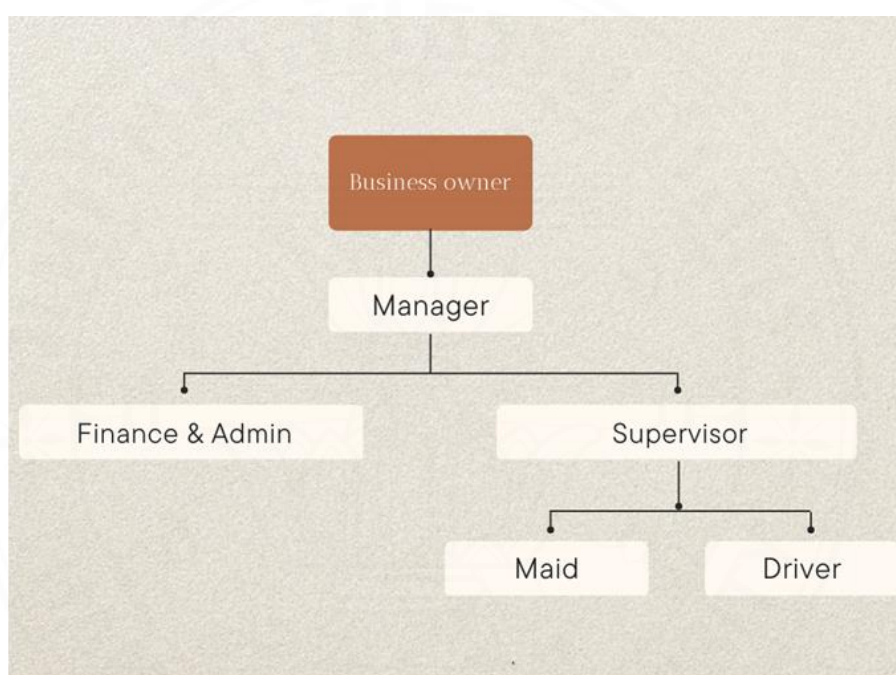 Business owner
Manager
Finance & Admin
Supervisor
Maid
Driver